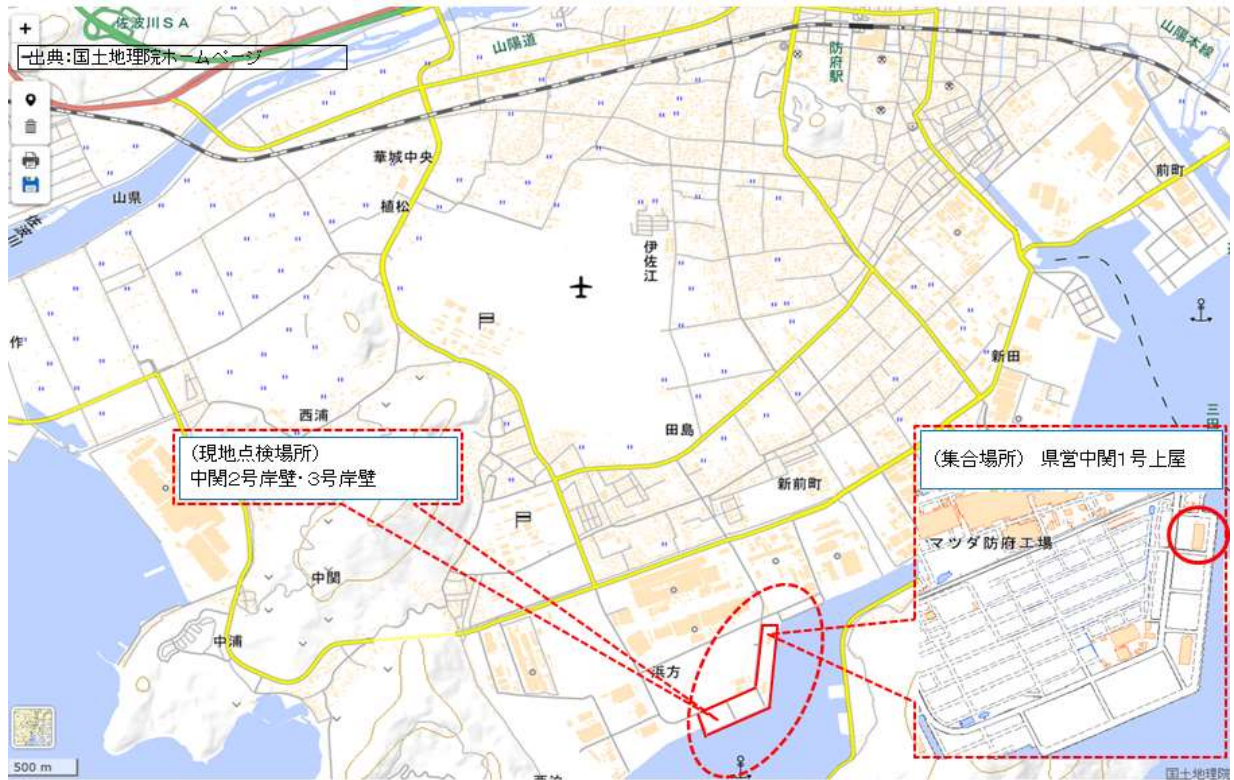 佐波川SA
出典:国土地理院ホームページ
山陽道
防府駅
山陽本線
華城中央
前町
山県
植松
佐波川
伊佐江
新田
作
西浦
田島
(現地点検場所)
中関2号岸壁・3号岸壁
(集合場所) 県営中関1号上屋
新前町
マツダ防府工場
中関
中浦
浜方
500 m
国土地理院